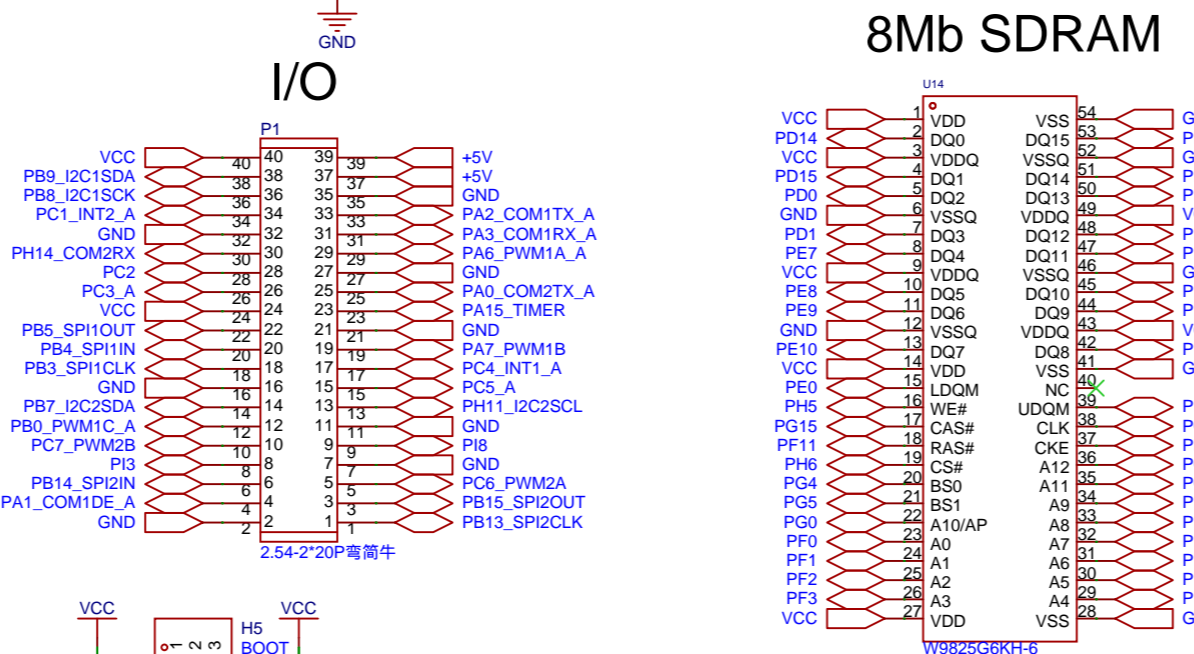 GND
I/O
P1
VCC 40 40 39 39 +5V
PB9_I2C1SDA 38 38 37 37 +5V
PB8_I2C1SCK 36 36 35 35 GND
PC1_INT2_A 34 34 33 33 PA2_COM1TX_A
GND 32 32 31 31 PA3_COM1RX_A
PH14_COM2RX 30 30 29 29 PA6_PWM1A_A
PC2 28 28 27 27 GND
PC3_A 26 26 25 25 PA0_COM2TX_A
VCC 24 24 23 23 PA15_TIMER
PB5_SPI1OUT 22 22 21 21 GND
PB4_SPI1IN 20 20 19 19 PA7_PWM1B
PB3_SPI1CLK 18 18 17 17 PC4_INT1_A
GND 16 16 15 15 PC5_A
PB7_I2C2SDA 14 14 13 13 PH11_I2C2SCL
PB0_PWM1C_A 12 12 11 11 GND
PC7_PWM2B 10 10 9 9 PI8
PI3 8 8 7 7 GND
PB14_SPI2IN 6 6 5 5 PC6_PWM2A
PA1_COM1DE_A 4 4 3 3 PB15_SPI2OUT
GND 2 2 1 1 PB13_SPI2CLK
2.54-2*20P弯简牛
VCC
VCC
1 2 3
H5
BOOT
8Mb SDRAM
U14
VCC 1 VDD VSS 54 G
PD14 2 DQ0 DQ15 53 P
VCC 3 VDDQ VSSQ 52 G
PD15 4 DQ1 DQ14 51 P
PD0 5 DQ2 DQ13 50 P
GND 6 VSSQ VDDQ 49 V
PD1 7 DQ3 DQ12 48 P
PE7 8 DQ4 DQ11 47 P
VCC 9 VDDQ VSSQ 46 G
PE8 10 DQ5 DQ10 45 P
PE9 11 DQ6 DQ9 44 P
GND 12 VSSQ VDDQ 43 V
PE10 13 DQ7 DQ8 42 P
VCC 14 VDD VSS 41 G
PE0 15 LDQM NC 40
PH5 16 WE# UDQM 39 P
PG15 17 CAS# CLK 38 P
PF11 18 RAS# CKE 37 P
PH6 19 CS# A12 36 P
PG4 20 BS0 A11 35 P
PG5 21 BS1 A9 34 P
PG0 22 A10/AP A8 33 P
PF0 23 A0 A7 32 P
PF1 24 A1 A6 31 P
PF2 25 A2 A5 30 P
PF3 26 A3 A4 29 P
VCC 27 VDD VSS 28 G
W9825G6KH-6